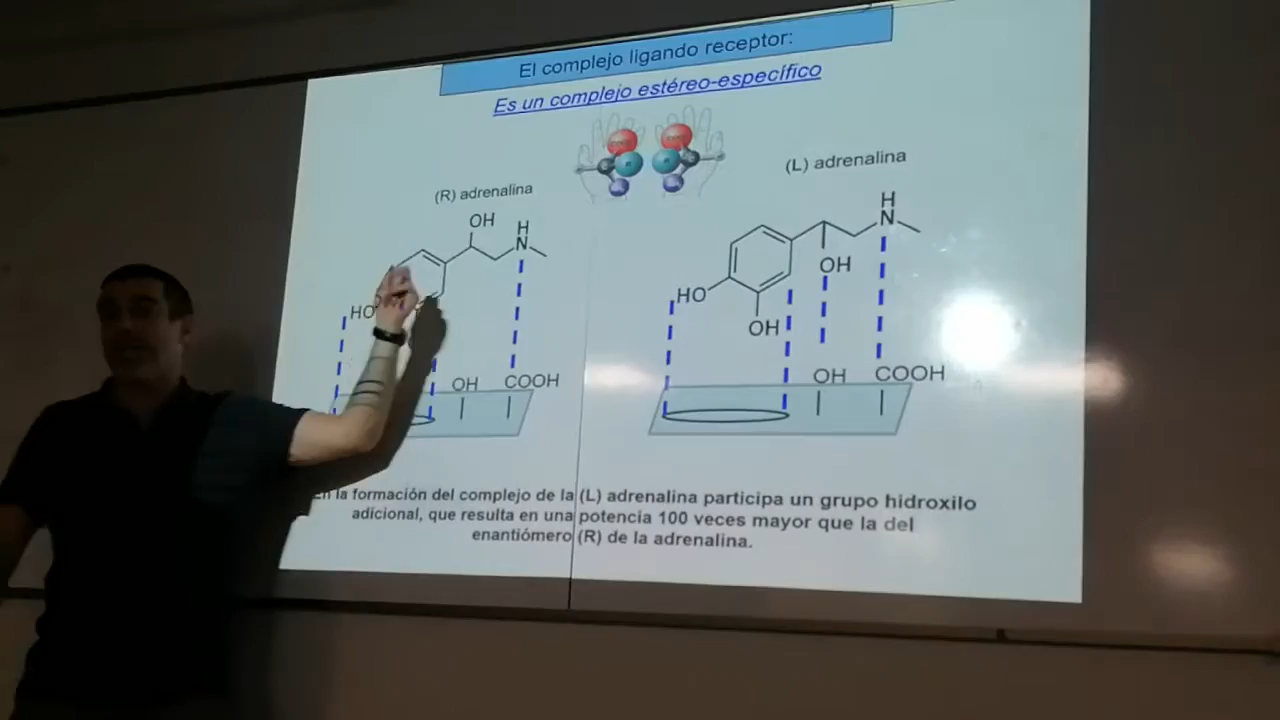 El complejo ligando receptor:
Es un complejo estéreo-específico
(R) adrenalina
OH
H
N
HO
OH
COOH
(L) adrenalina
H
N
OH
HO
OH
OH
COOH
la formación del complejo de la (L) adrenalina participa un grupo hidroxilo
adicional, que resulta en una potencia 100 veces mayor que la del
enantiómero (R) de la adrenalina.